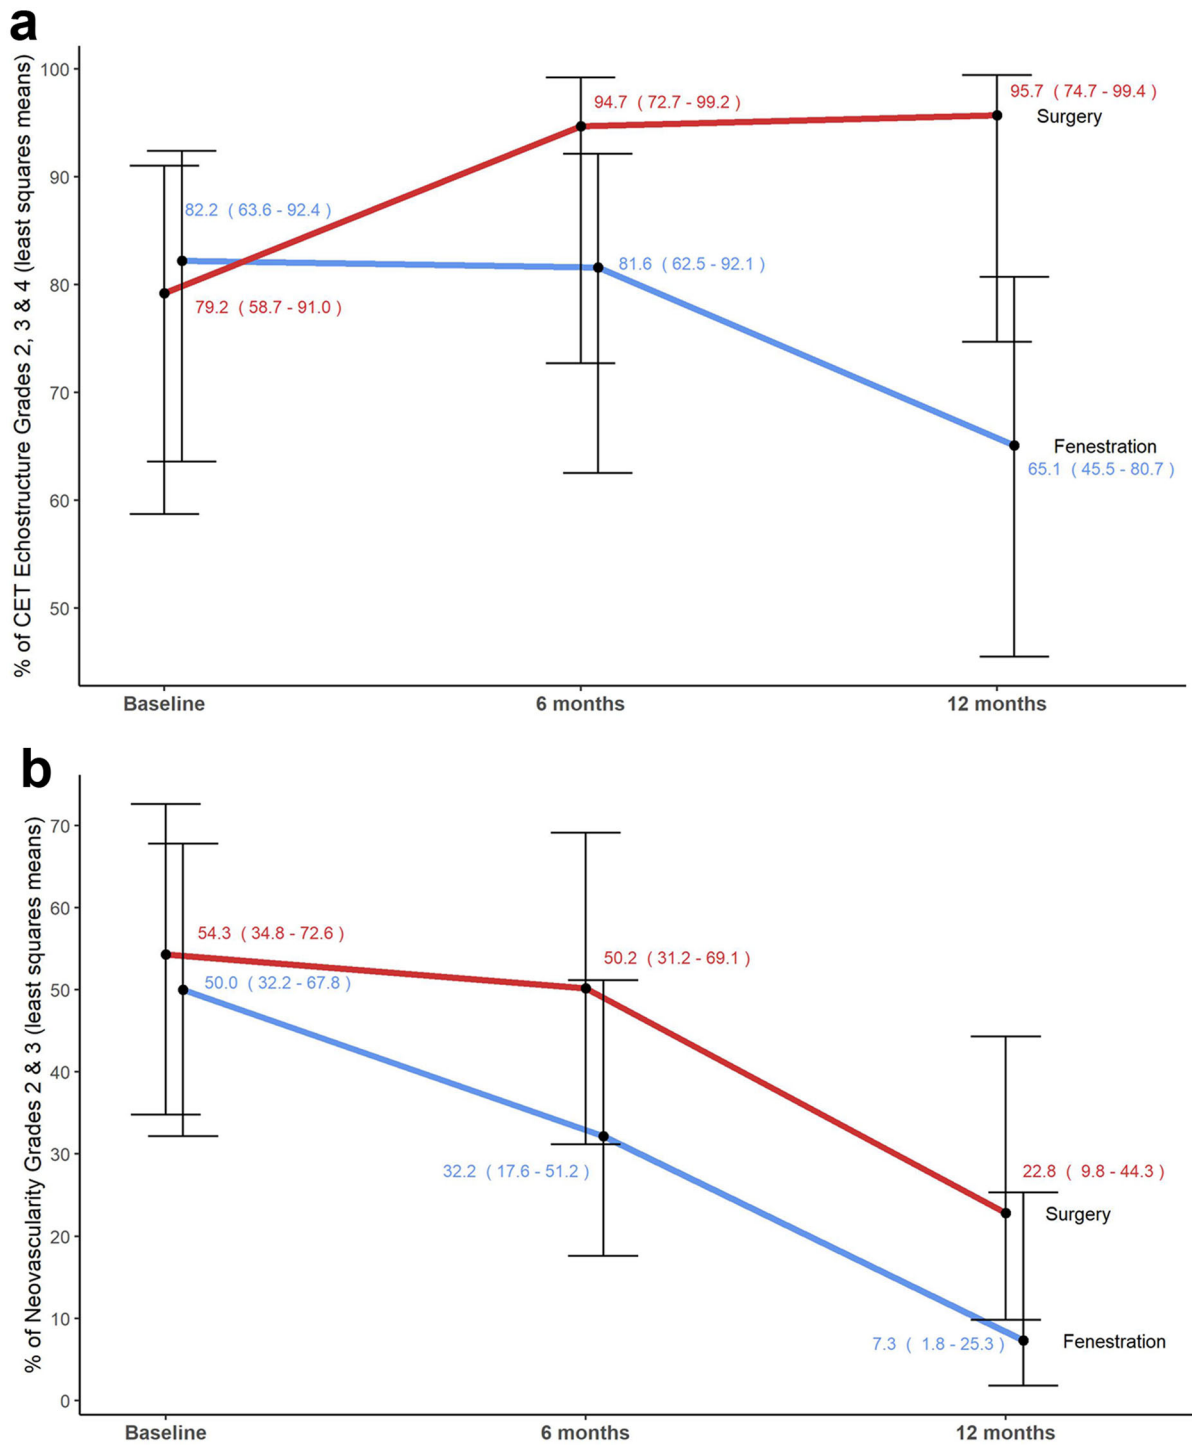 a
% of CET Echostructure Grades 2, 3 & 4 (least squares means)
100
90
80
70
60
50
94.7 ( 72.7 - 99.2 )
95.7 ( 74.7 - 99.4 )
Surgery
82.2 ( 63.6 - 92.4 )
81.6 ( 62.5 - 92.1 )
79.2 ( 58.7 - 91.0 )
Fenestration
65.1 ( 45.5 - 80.7 )
Baseline
6 months
12 months
b
% of Neovascularity Grades 2 & 3 (least squares means)
70
60
50
40
30
20
10
0
54.3 ( 34.8 - 72.6 )
50.2 ( 31.2 - 69.1 )
50.0 ( 32.2 - 67.8 )
32.2 ( 17.6 - 51.2 )
22.8 ( 9.8 - 44.3 )
Surgery
7.3 ( 1.8 - 25.3 )
Fenestration
Baseline
6 months
12 months